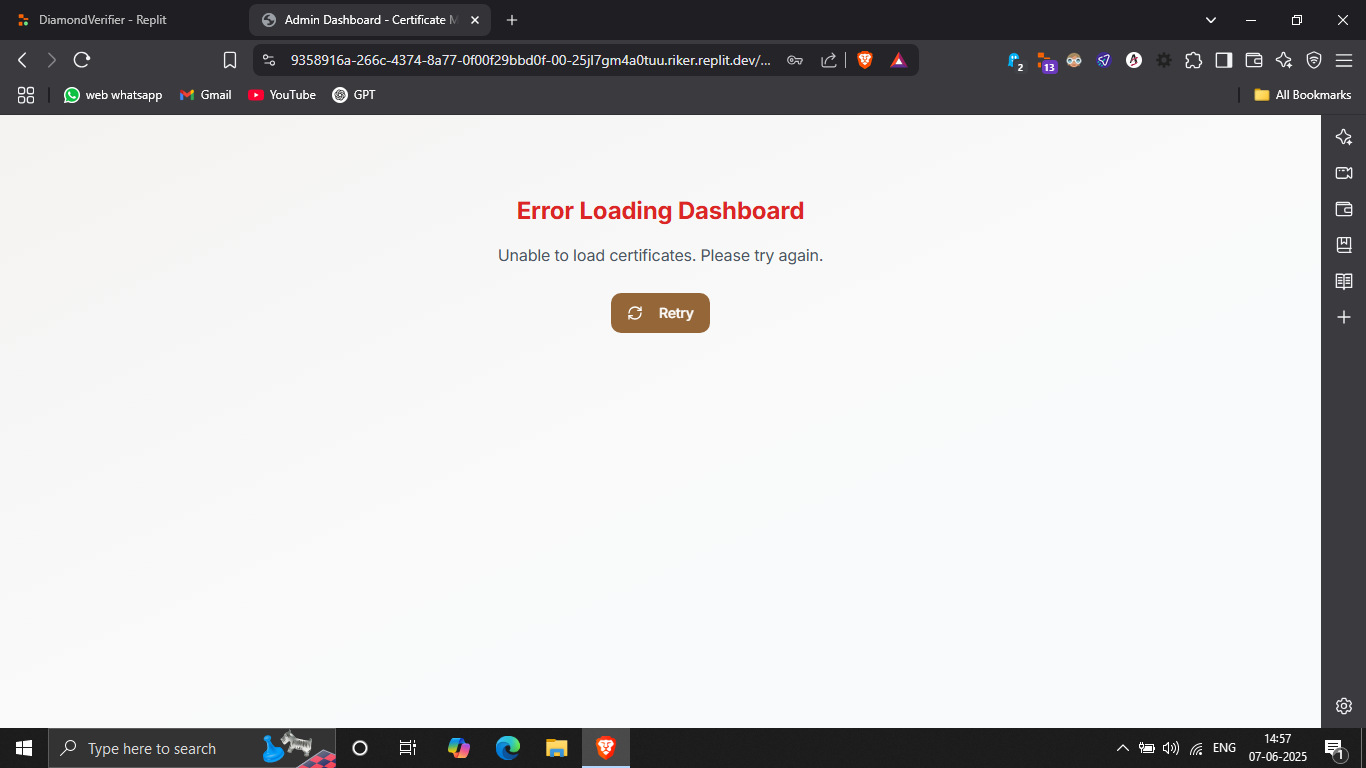 DiamondVerifier - Replit
Admin Dashboard - Certificate M
9358916a-266c-4374-8a77-0f00f29bbd0f-00-25jl7gm4a0tuu.riker.replit.dev/...
2
13
web whatsapp
Gmail
YouTube
GPT
All Bookmarks
Error Loading Dashboard
Unable to load certificates. Please try again.
Retry
Type here to search
ENG
14:57
07-06-2025
1